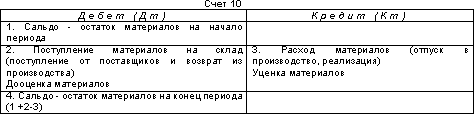 Счет 10
Дебет (Дт)
Кредит (Кт)
1. Сальдо - остаток материалов на начало
периода
2. Поступление материалов на склад
(поступление от поставщиков и возврат из
производства)
Дооценка материалов
3. Расход материалов (отпуск в
производство, реализация)
Уценка материалов
4. Сальдо - остаток материалов на конец периода
(1 +2-3)